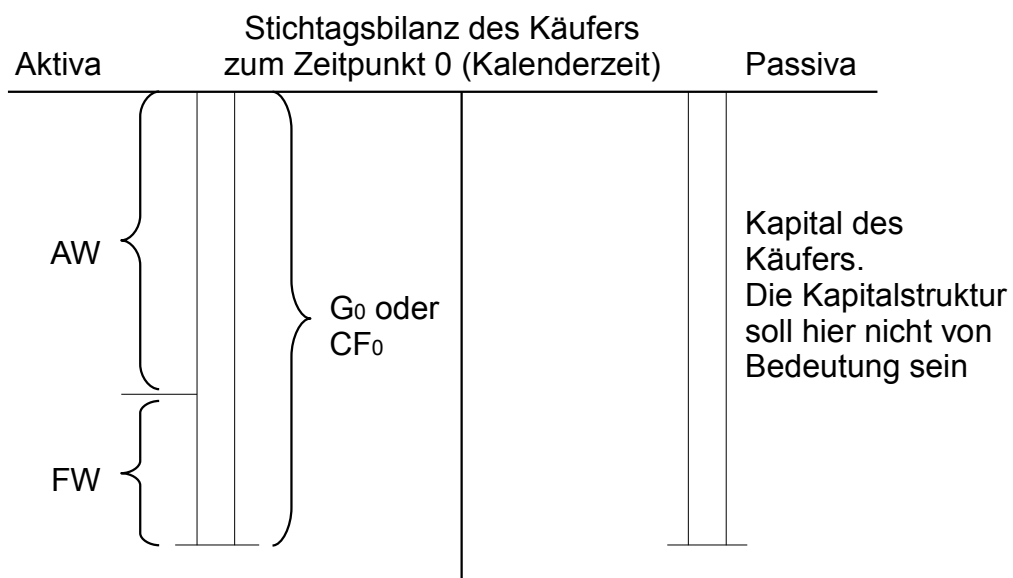 Stichtagsbilanz des Käufers
Aktiva zum Zeitpunkt 0 (Kalenderzeit) Passiva
AW
FW
G0 oder
CF0
Kapital des
Käufers.
Die Kapitalstruktur
soll hier nicht von
Bedeutung sein